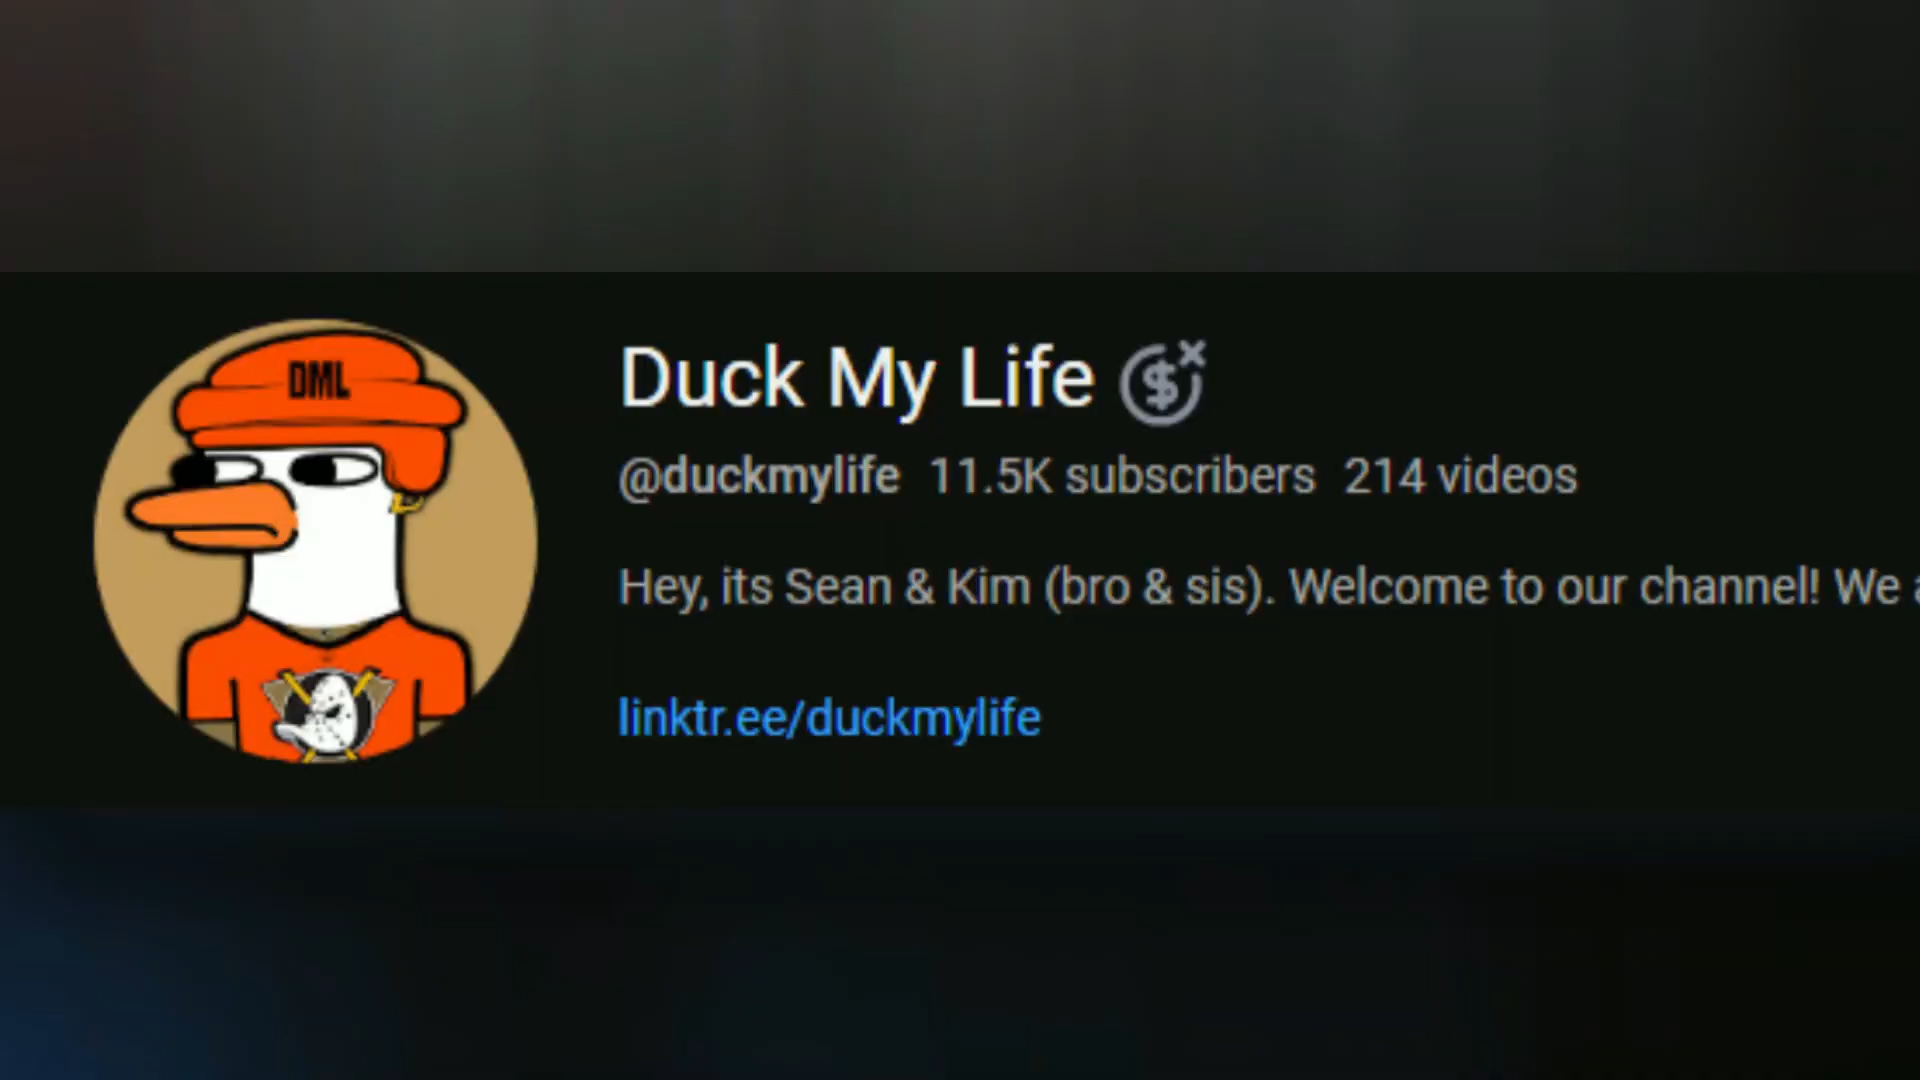 DML
Duck My Life
@duckmylife 11.5K subscribers 214 videos
Hey, its Sean & Kim (bro & sis). Welcome to our channel! We
linktr.ee/duckmylife